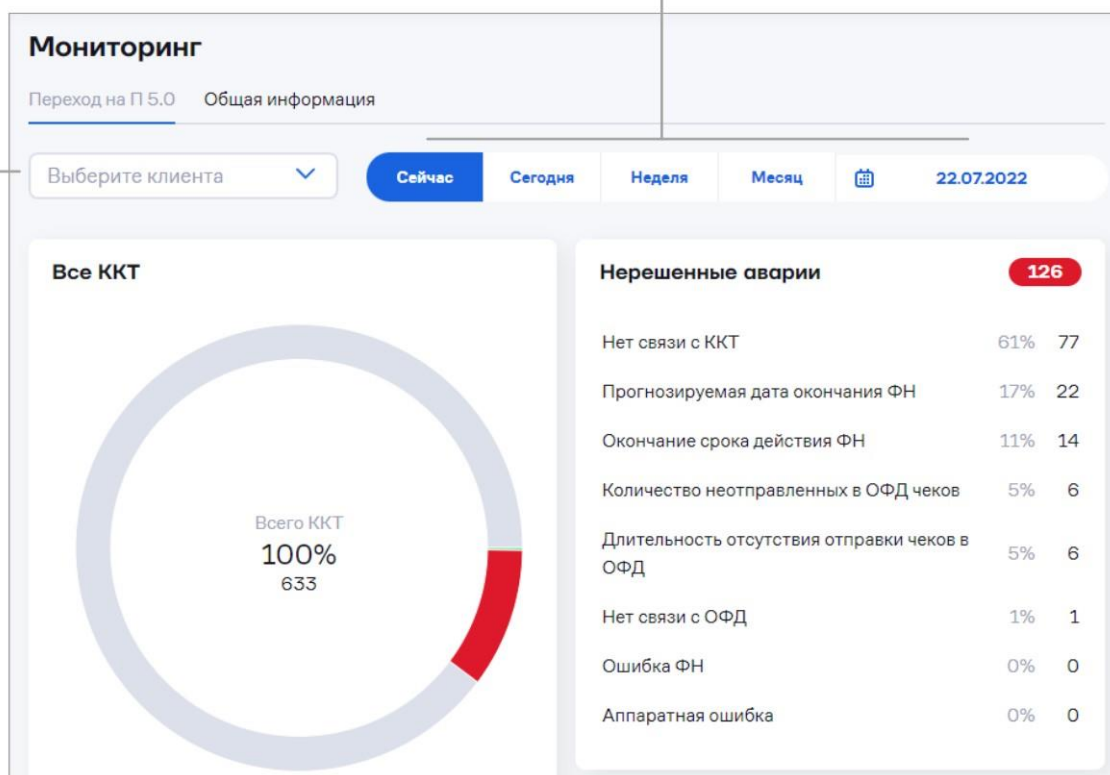 Мониторинг
Переход на П 5.0 Общая информация
Выберите клиента Сейчас Сегодня Неделя Месяц 22.07.2022
Все ККТ
Всего ККТ
100%
633
Нерешенные аварии 126
Нет связи с ККТ 61% 77
Прогнозируемая дата окончания ФН 17% 22
Окончание срока действия ФН 11% 14
Количество неотправленных в ОФД чеков 5% 6
Длительность отсутствия отправки чеков в
ОФД 5% 6
Нет связи с ОФД 1% 1
Ошибка ФН 0% 0
Аппаратная ошибка 0% 0